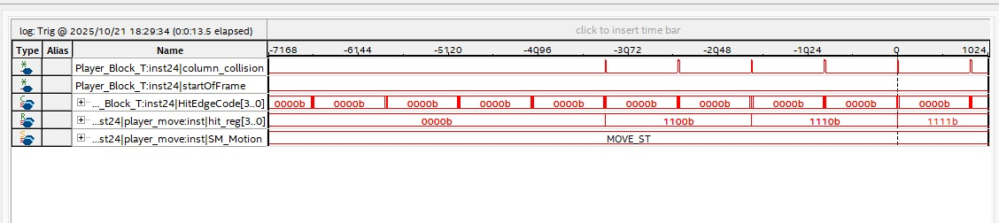 log: Trig @ 2025/10/21 18:29:34 (0:0:13.5 elapsed) click to insert time bar
Type Alias Name -7168 -6144 -5120 -4096 -3072 -2048 -1024 0 1024
Player_Block_T:inst24|column_collision
Player_Block_T:inst24|startOfFrame
..._Block_T:inst24|HitEdgeCode[3..0] 0000b 0000b 0000b 0000b 0000b 0000b 0000b 0000b 0000b
...st24|player_move:inst|hit_reg[3..0] 0000b 1100b 1110b 1111b
...st24|player_move:inst|SM_Motion MOVE_ST